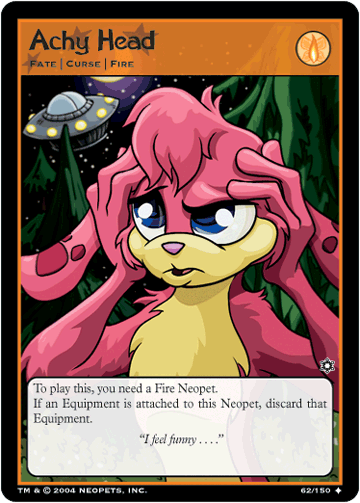 Achy Head
FATE | CURSE | FIRE
To play this, you need a Fire Neopet.
If an Equipment is attached to this Neopet, discard that
Equipment.
"I feel funny . . . ."
TM & © 2004 NEOPETS, INC.
62/150 ♦